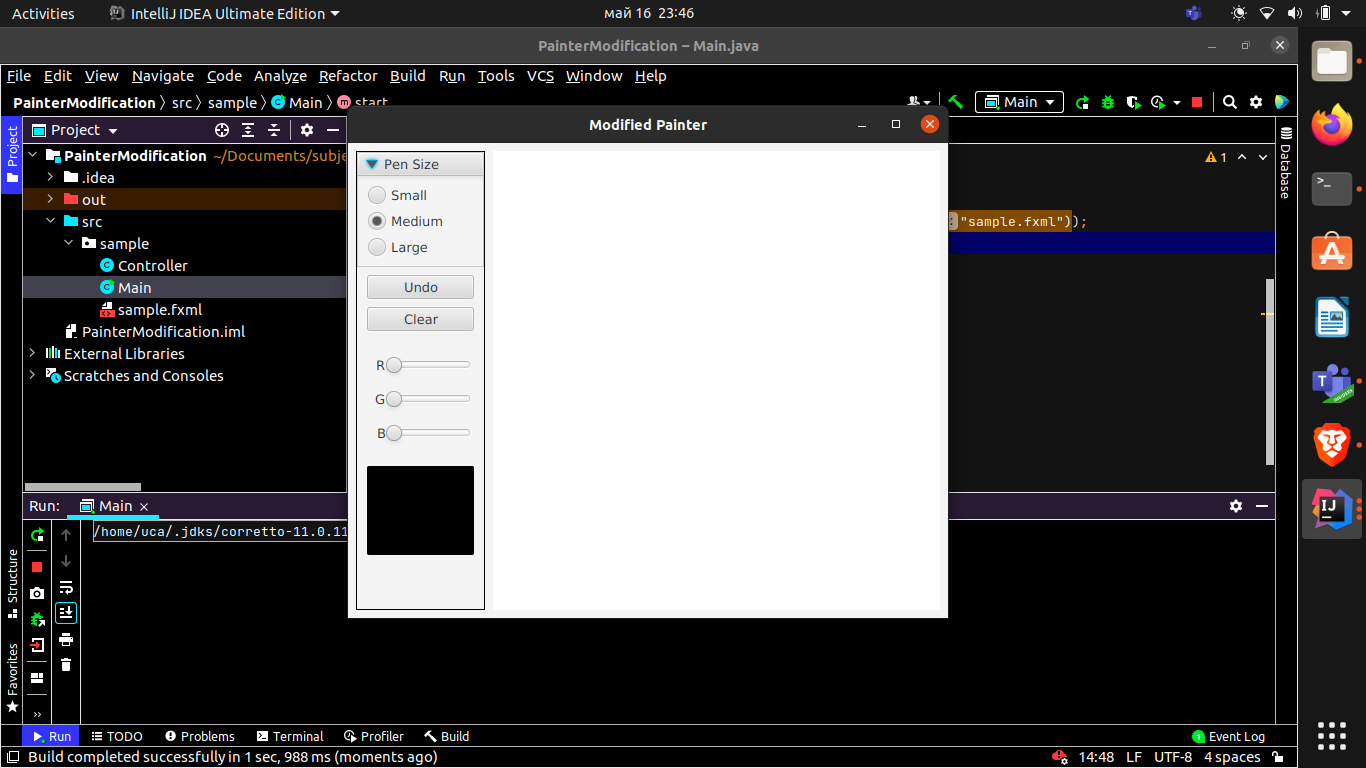 Activities IntelliJ IDEA Ultimate Edition май 16 23:46
PainterModification – Main.java
File Edit View Navigate Code Analyze Refactor Build Run Tools VCS Window Help
PainterModification src sample Main start Main
Project
Modified Painter
PainterModification ~/Documents/subje
.idea
out
src
sample
Controller
Main
sample.fxml
PainterModification.iml
External Libraries
Scratches and Consoles
Pen Size
Small
Medium
Large
Undo
Clear
R
G
B
1
"sample.fxml"));
Project
Database
Structure
Favorites
Run: Main
/home/uca/.jdks/corretto-11.0.11
Run TODO Problems Terminal Profiler Build 1 Event Log
Build completed successfully in 1 sec, 988 ms (moments ago) 14:48 LF UTF-8 4 spaces